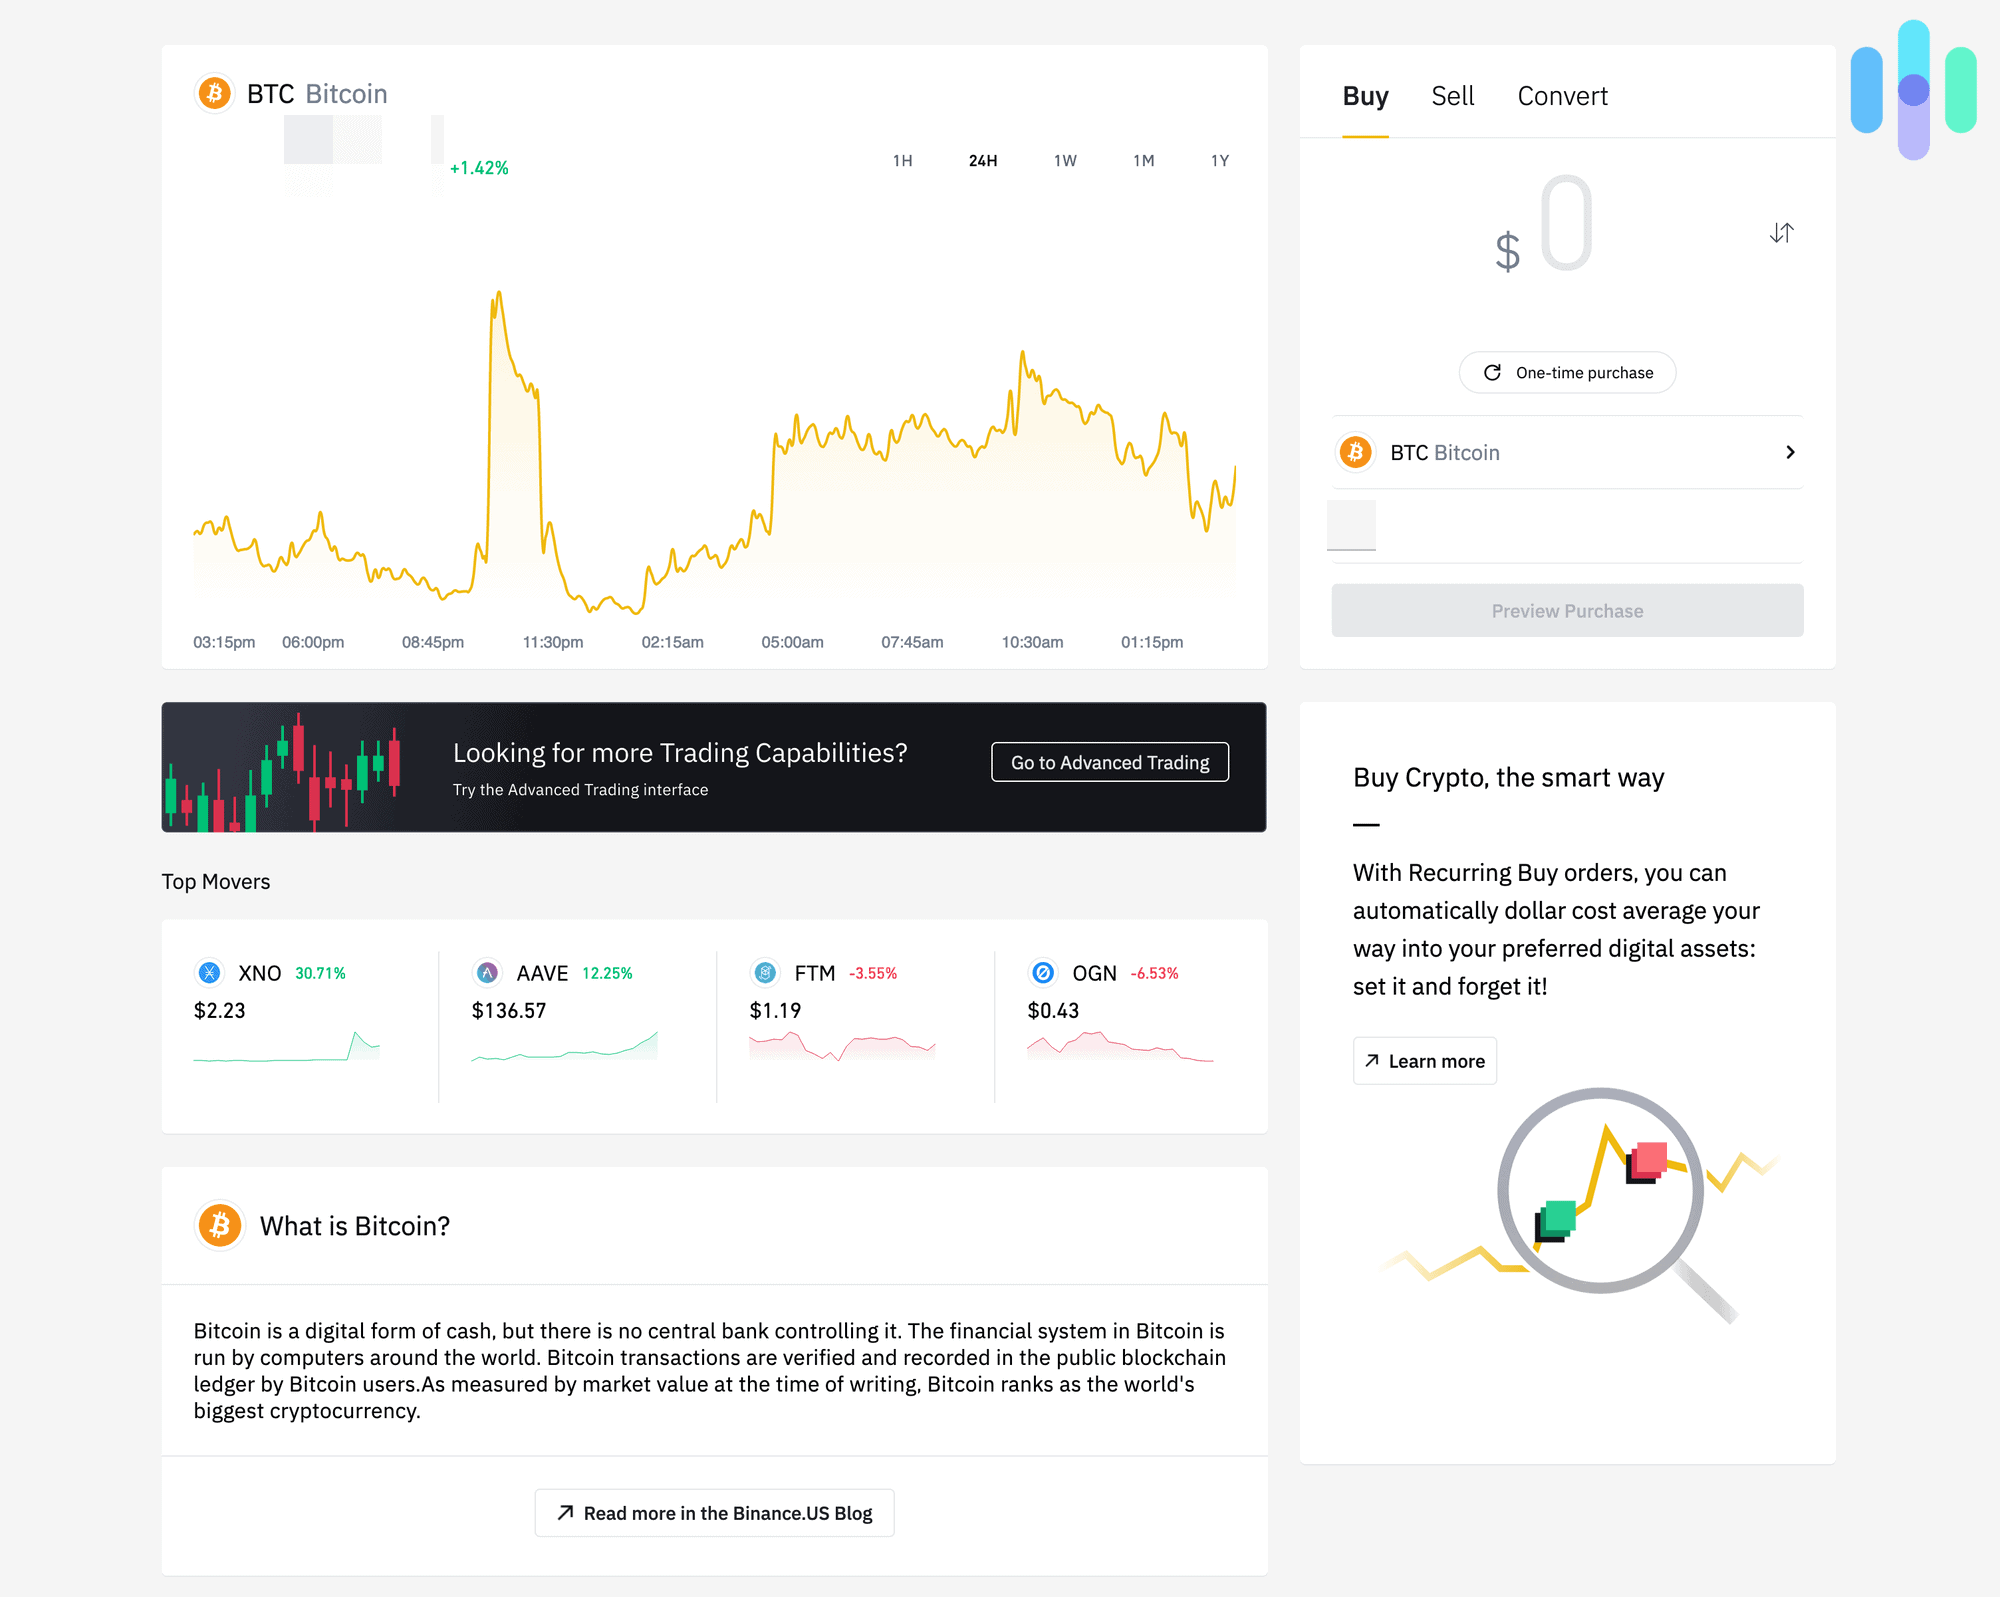 BTC Bitcoin
+1.42%
1H 24H 1W 1M 1Y
03:15pm 06:00pm 08:45pm 11:30pm 02:15am 05:00am 07:45am 10:30am 01:15pm
Buy Sell Convert
$ 0
One-time purchase
BTC Bitcoin
Preview Purchase
Looking for more Trading Capabilities?
Try the Advanced Trading interface
Go to Advanced Trading
Top Movers
XNO 30.71%
$2.23
AAVE 12.25%
$136.57
FTM -3.55%
$1.19
OGN -6.53%
$0.43
Buy Crypto, the smart way
With Recurring Buy orders, you can
automatically dollar cost average your
way into your preferred digital assets:
set it and forget it!
Learn more
What is Bitcoin?
Bitcoin is a digital form of cash, but there is no central bank controlling it. The financial system in Bitcoin is
run by computers around the world. Bitcoin transactions are verified and recorded in the public blockchain
ledger by Bitcoin users.As measured by market value at the time of writing, Bitcoin ranks as the world's
biggest cryptocurrency.
Read more in the Binance.US Blog